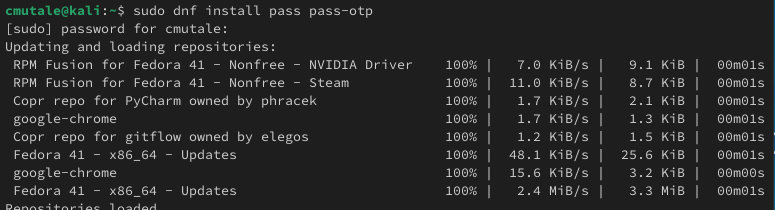 cmutale@kali:~$ sudo dnf install pass pass-otp
[sudo] password for cmutale:
Updating and loading repositories:
RPM Fusion for Fedora 41 - Nonfree - NVIDIA Driver 100% | 7.0 KiB/s | 9.1 KiB | 00m01s
RPM Fusion for Fedora 41 - Nonfree - Steam 100% | 11.0 KiB/s | 8.7 KiB | 00m01s
Copr repo for PyCharm owned by phracek 100% | 1.7 KiB/s | 2.1 KiB | 00m01s
google-chrome 100% | 1.7 KiB/s | 1.3 KiB | 00m01s
Copr repo for gitflow owned by elegos 100% | 1.2 KiB/s | 1.5 KiB | 00m01s
Fedora 41 - x86_64 - Updates 100% | 48.1 KiB/s | 25.6 KiB | 00m01s
google-chrome 100% | 15.6 KiB/s | 3.2 KiB | 00m00s
Fedora 41 - x86_64 - Updates 100% | 2.4 MiB/s | 3.3 MiB | 00m01s
Repositories loaded